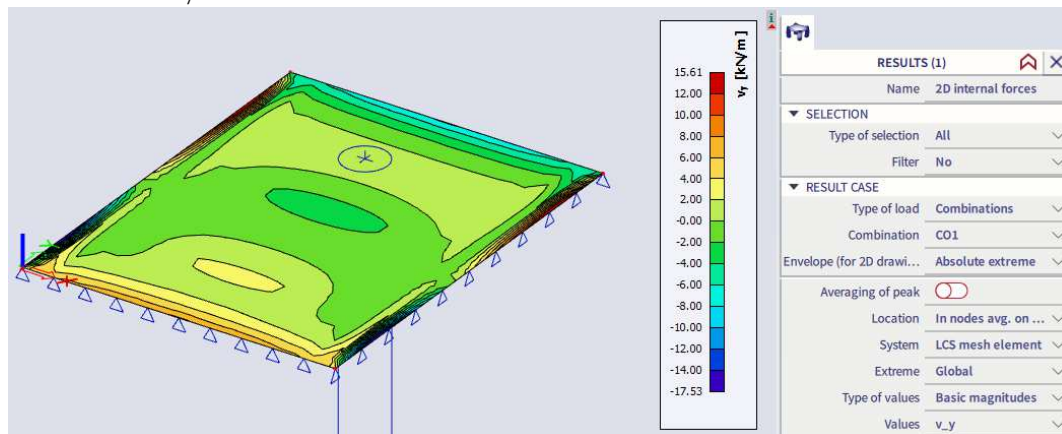 v_y [kN/m]
15.61
12.00
10.00
8.00
6.00
4.00
2.00
-0.00
-2.00
-4.00
-6.00
-8.00
-10.00
-12.00
-14.00
-17.53
RESULTS (1)
Name 2D internal forces
SELECTION
Type of selection All
Filter No
RESULT CASE
Type of load Combinations
Combination CO1
Envelope (for 2D drawi... Absolute extreme
Averaging of peak
Location In nodes avg. on ...
System LCS mesh element
Extreme Global
Type of values Basic magnitudes
Values v_y